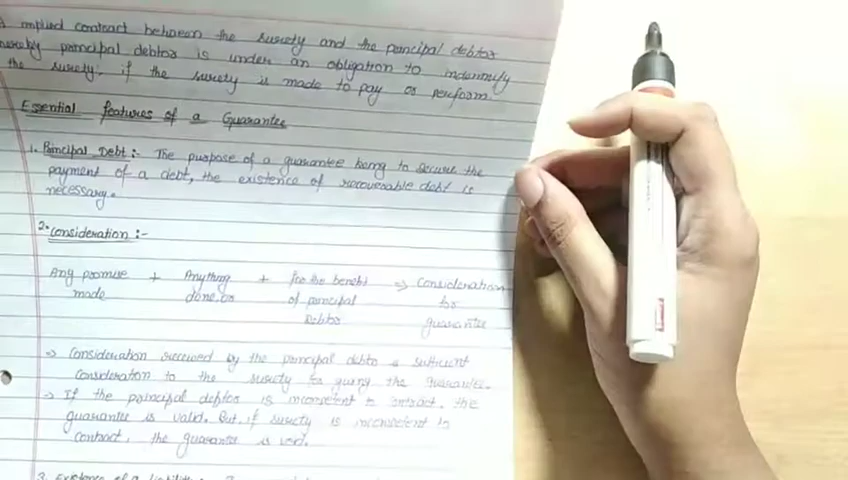 implied contract between the surety and the principal debtor
whereby principal debtor is under an obligation to indemnify
the surety. if the surety is made to pay or perform.
Essential features of a Guarantee
1. Principal Debt:- The purpose of a guarantee being to secure the
payment of a debt, the existence of recoverable debt is
necessary.
2. consideration :-
Any promise + Anything + for the benefit => Consideration
made done or of principal for
Debtor guarantee
=> Consideration received by the principal debtor sufficient
consideration to the surety for the guarantee.
-> If the principal debtor is incompetent to contract, the
guarantee is valid. But, if surety is incompetent to
contract, the guarantee is void.
3. Existence of a liability:-